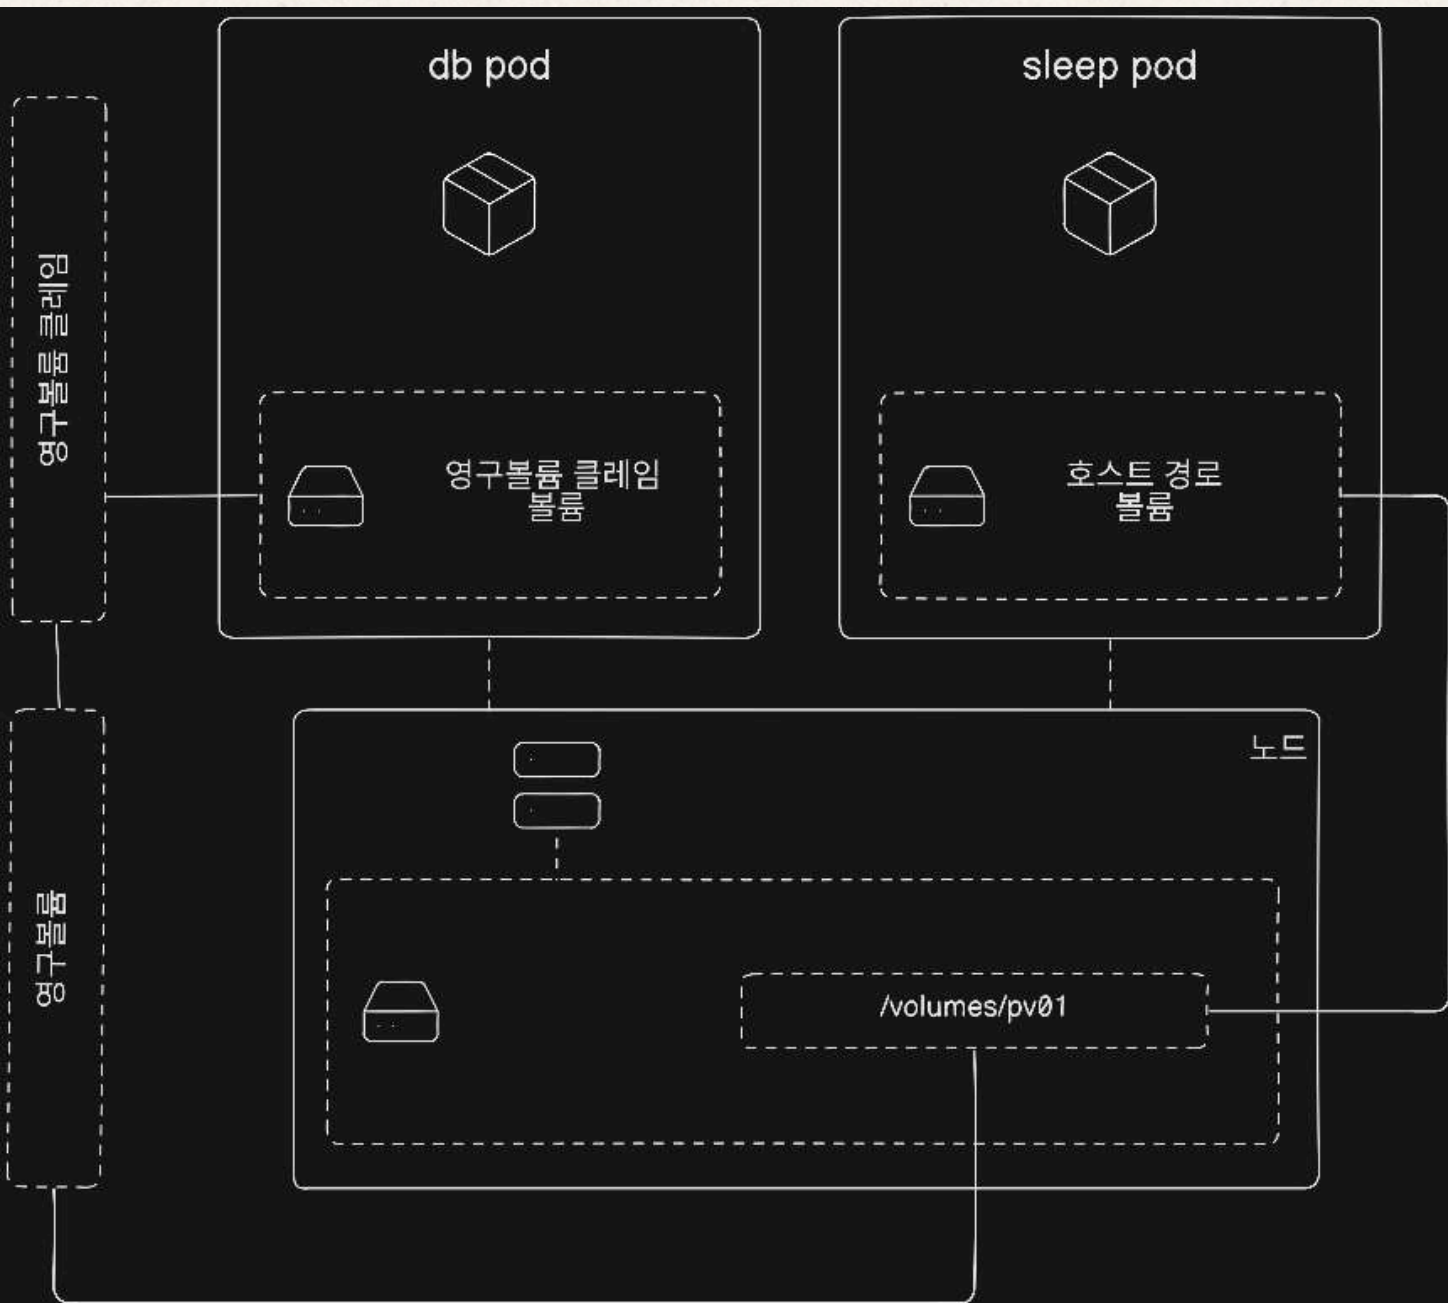 db pod
sleep pod
영구볼륨 클레임
영구볼륨 클레임
볼륨
호스트 경로
볼륨
노드
영구볼륨
/volumes/pv01